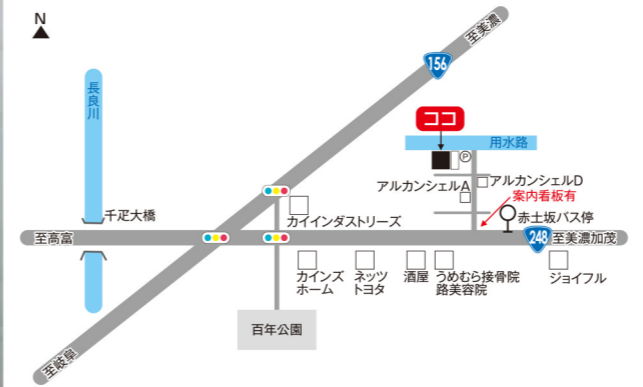 N
至美濃
156
長良川
ココ
用水路
P
アルカンシェルA
アルカンシェルD
案内看板有
千疋大橋
カイインダストリーズ
赤土坂バス停
至高富
248
至美濃加茂
カインズ
ホーム
ネッツ
トヨタ
酒屋
うめむら接骨院
路美容院
ジョイフル
百年公園
至岐阜